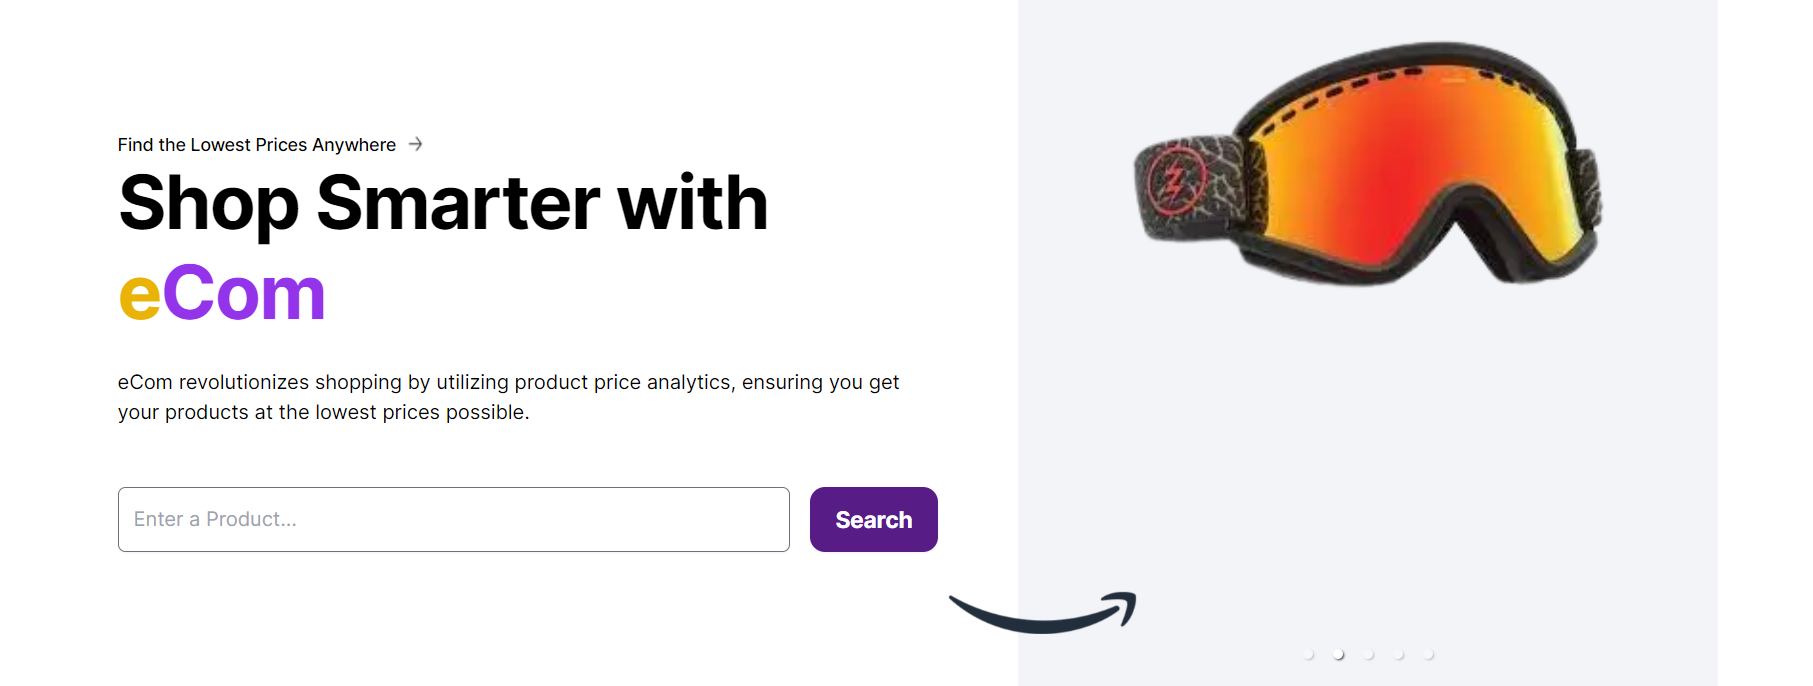 Find the Lowest Prices Anywhere →
Shop Smarter with
eCom
eCom revolutionizes shopping by utilizing product price analytics, ensuring you get
your products at the lowest prices possible.
Enter a Product...
Search